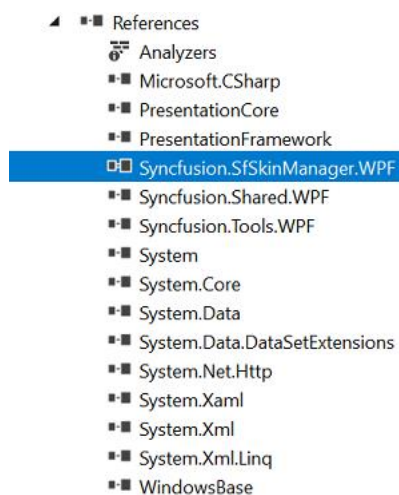 References
Analyzers
Microsoft.CSharp
PresentationCore
PresentationFramework
Syncfusion.SfSkinManager.WPF
Syncfusion.Shared.WPF
Syncfusion.Tools.WPF
System
System.Core
System.Data
System.Data.DataSetExtensions
System.Net.Http
System.Xaml
System.Xml
System.Xml.Linq
WindowsBase